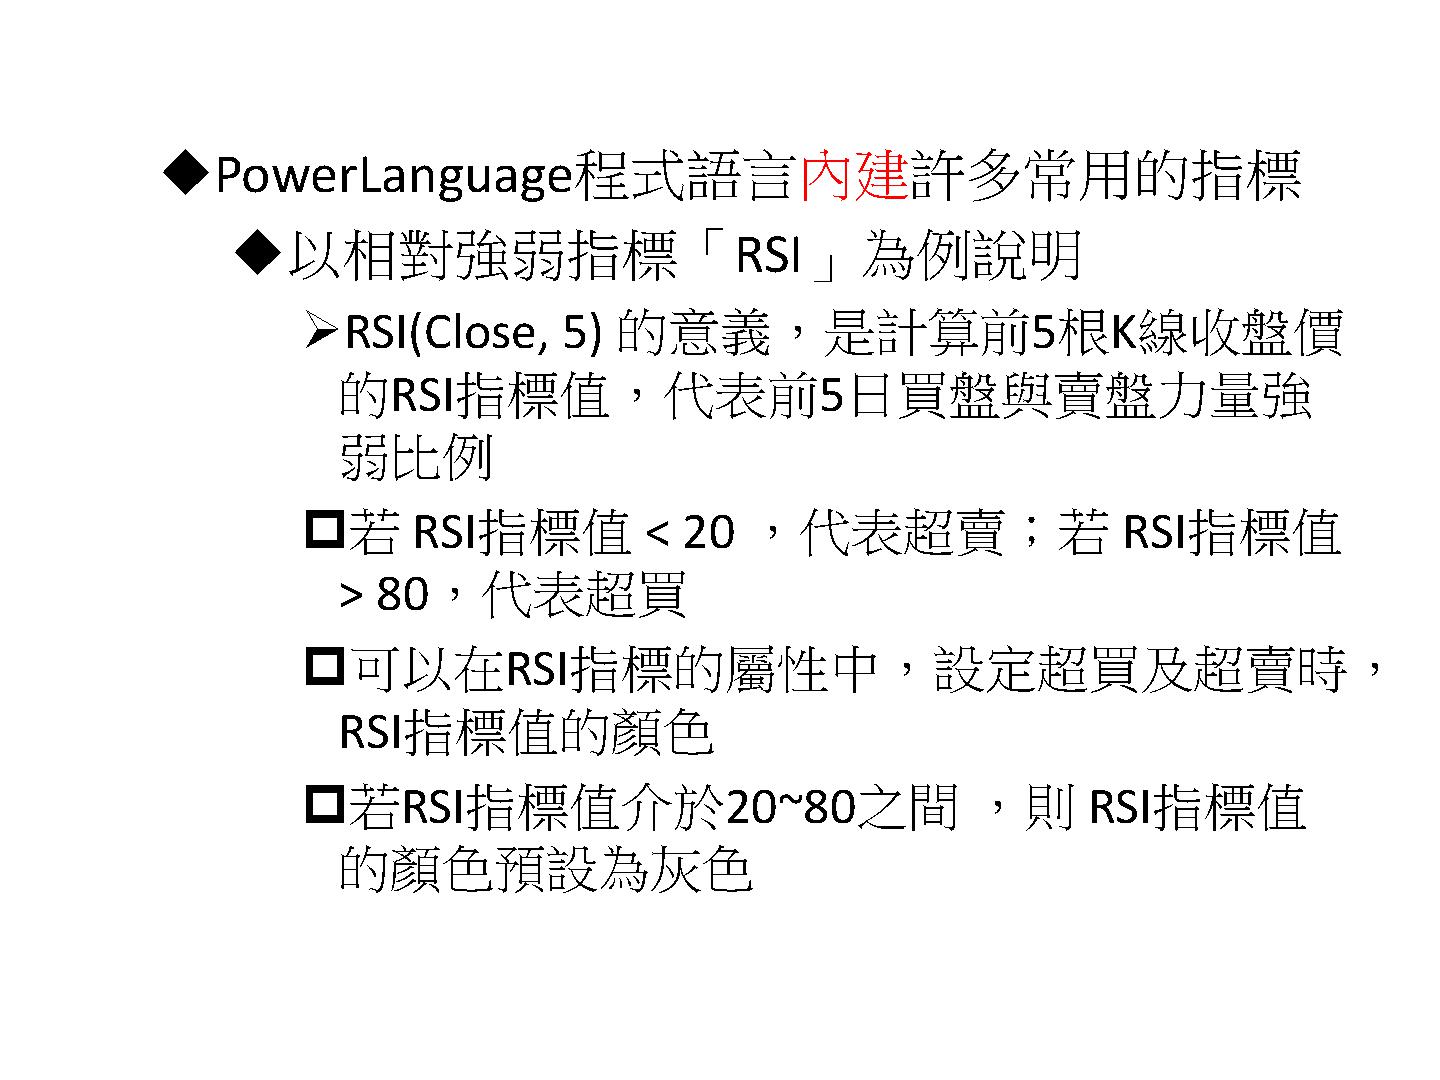 ◆PowerLanguage程式語言內建許多常用的指標
◆以相對強弱指標「RSI」為例說明
➢RSI(Close, 5) 的意義，是計算前5根K線收盤價
的RSI指標值，代表前5日買盤與賣盤力量強
弱比例
❑若 RSI指標值 < 20 ，代表超賣；若 RSI指標值
> 80，代表超買
❑可以在RSI指標的屬性中，設定超買及超賣時，
RSI指標值的顏色
❑若RSI指標值介於20~80之間 ，則 RSI指標值
的顏色預設為灰色